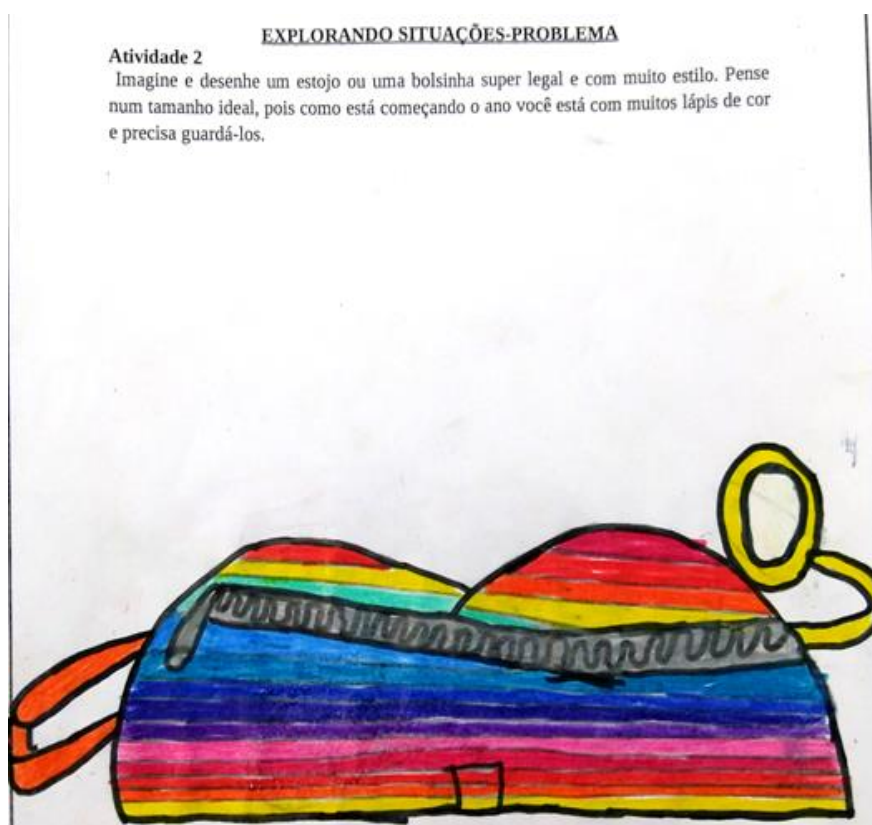 EXPLORANDO SITUAÇÕES-PROBLEMA
Atividade 2
Imagine e desenhe um estojo ou uma bolsinha super legal e com muito estilo. Pense
num tamanho ideal, pois como está começando o ano você está com muitos lápis de cor
e precisa guardá-los.